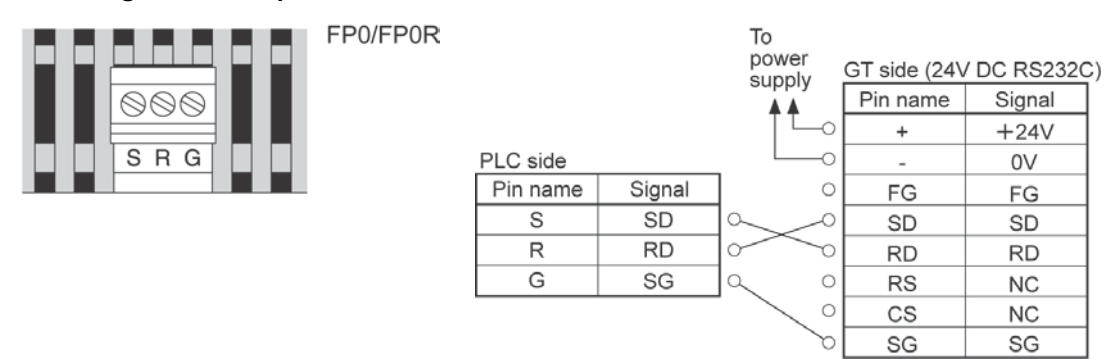 FP0/FP0R
S R G
To
power
supply
GT side (24V DC RS232C)
Pin name Signal
+ +24V
- 0V
FG FG
SD SD
RD RD
RS NC
CS NC
SG SG
PLC side
Pin name Signal
S SD
R RD
G SG